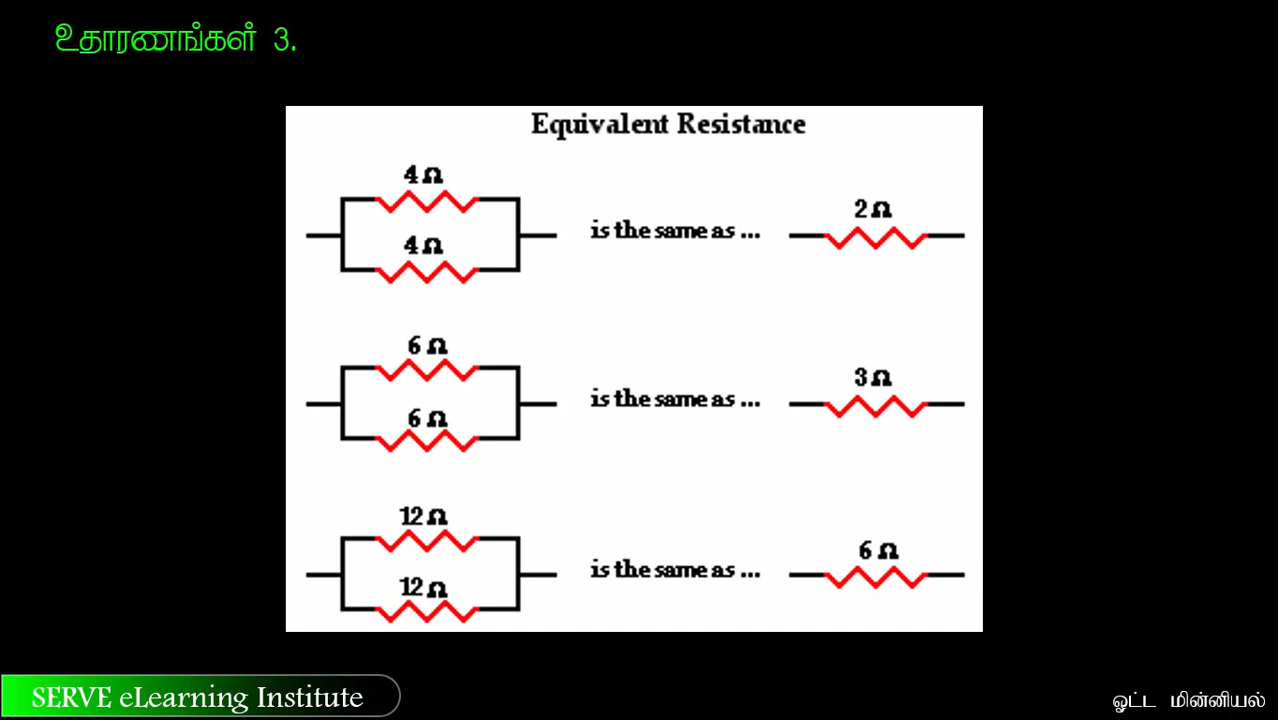 உதாரணங்கள் 3.
Equivalent Resistance
4 Ω
4 Ω
is the same as ...
2 Ω
6 Ω
6 Ω
is the same as ...
3 Ω
12 Ω
12 Ω
is the same as ...
6 Ω
SERVE eLearning Institute
ஓட்ட மின்னியல்